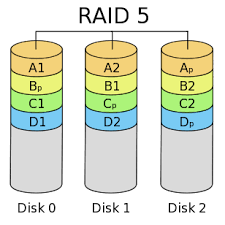 RAID 5
A1 A2 Ap
Bp B1 B2
C1 Cp C2
D1 D2 Dp
Disk 0 Disk 1 Disk 2